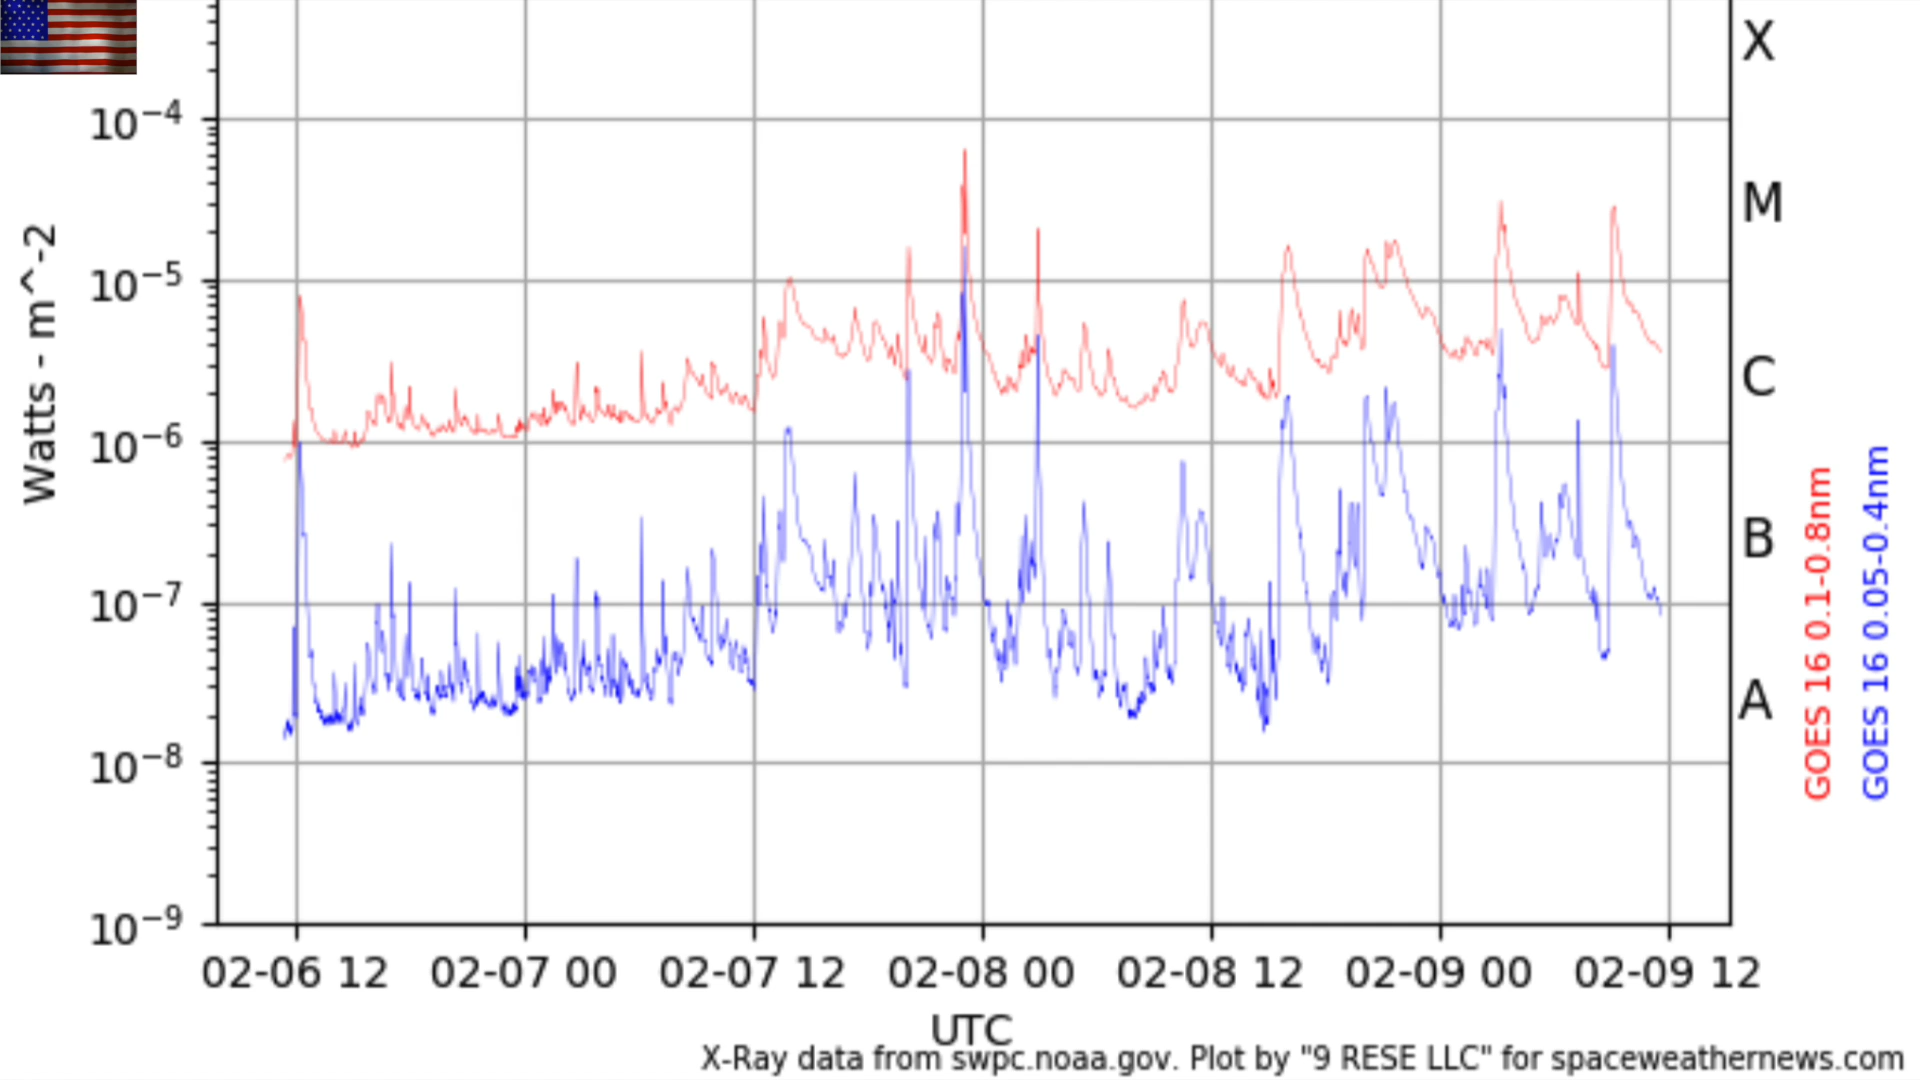 X
10⁻⁴
M
10⁻⁵
C
10⁻⁶
B
10⁻⁷
A
10⁻⁸
10⁻⁹
Watts - m^-2
GOES 16 0.1-0.8nm
GOES 16 0.05-0.4nm
02-06 12 02-07 00 02-07 12 02-08 00 02-08 12 02-09 00 02-09 12
UTC
X-Ray data from swpc.noaa.gov. Plot by "9 RESE LLC" for spaceweathernews.com